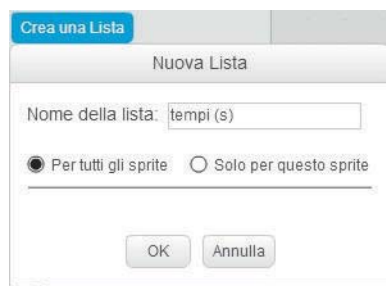 Crea una Lista
Nuova Lista
Nome della lista: tempi (s)
Per tutti gli sprite Solo per questo sprite
OK Annulla